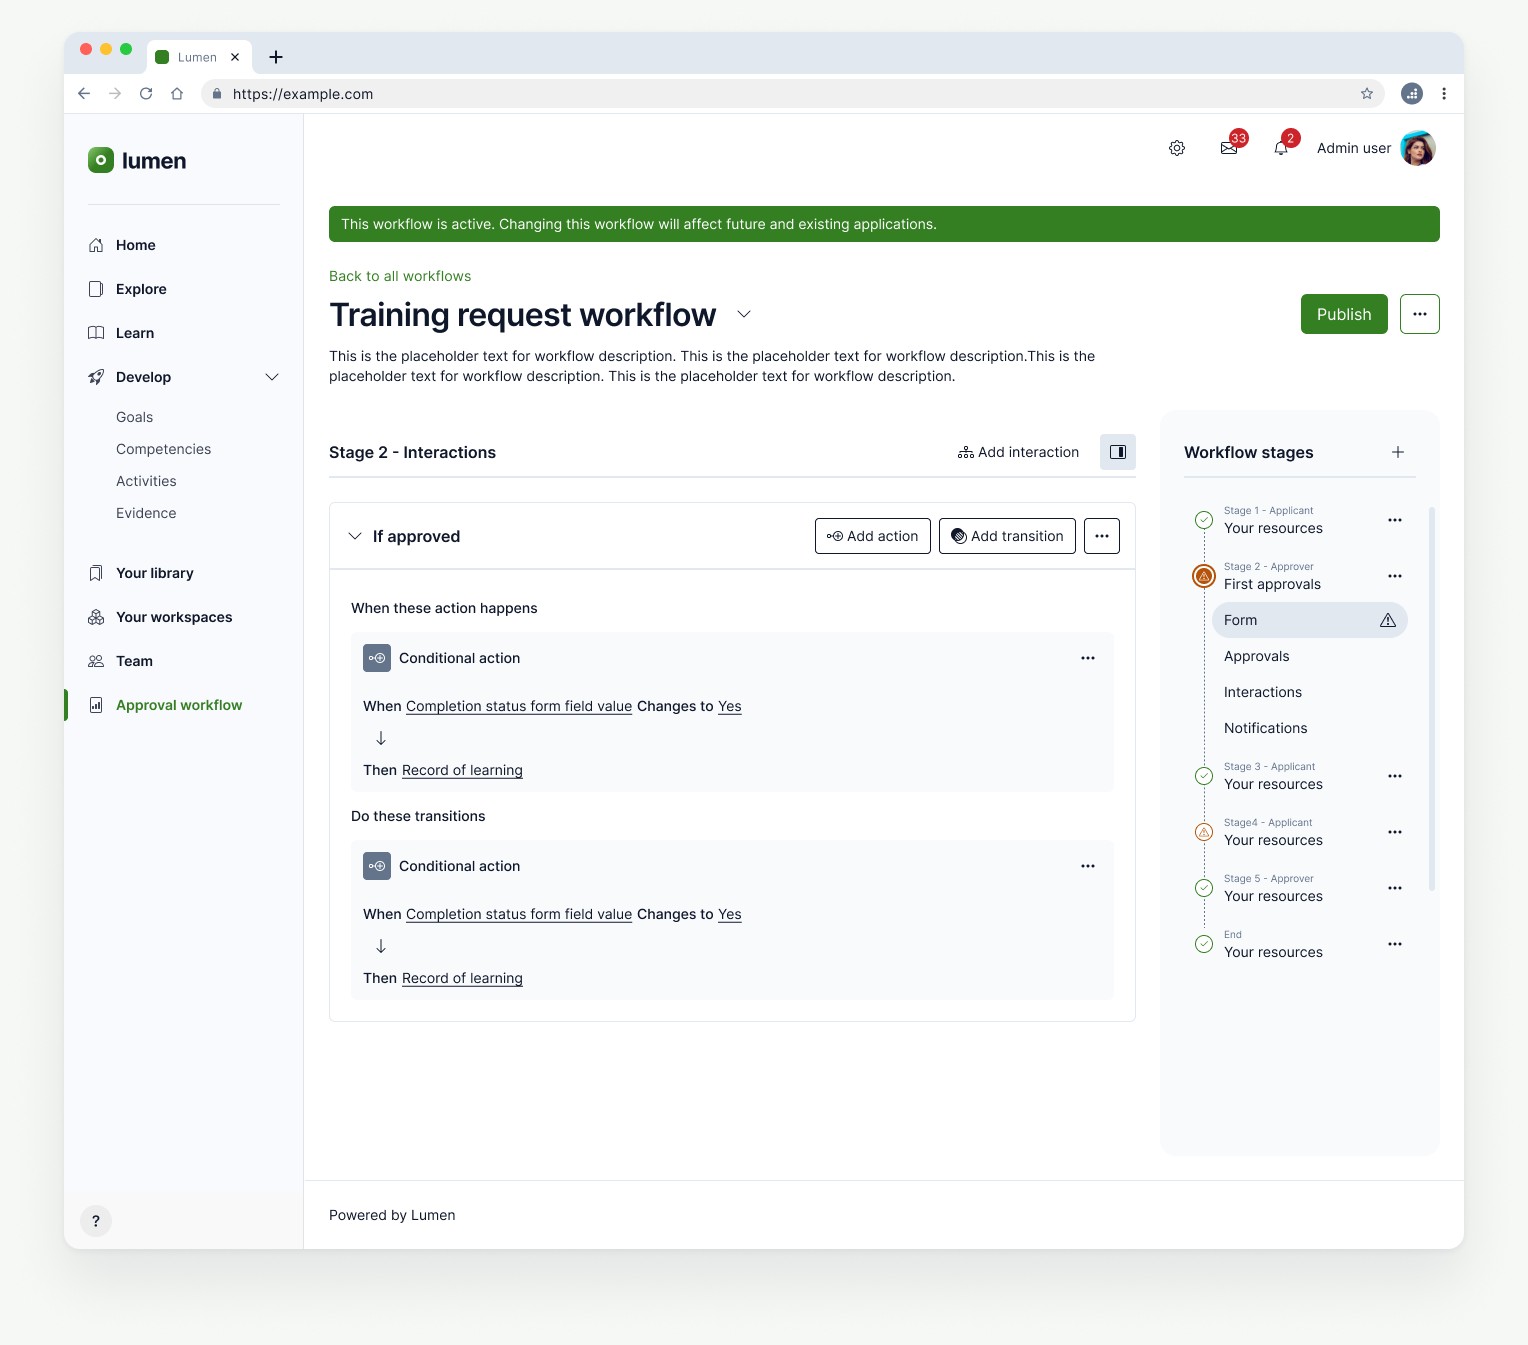 Lumen
https://example.com
lumen
33
2
Admin user
Home
Explore
Learn
Develop
Goals
Competencies
Activities
Evidence
Your library
Your workspaces
Team
Approval workflow
?
This workflow is active. Changing this workflow will affect future and existing applications.
Back to all workflows
Training request workflow
Publish
This is the placeholder text for workflow description. This is the placeholder text for workflow description.This is the
placeholder text for workflow description. This is the placeholder text for workflow description.
Stage 2 - Interactions
Add interaction
If approved
Add action
Add transition
When these action happens
Conditional action
When Completion status form field value Changes to Yes
Then Record of learning
Do these transitions
Conditional action
When Completion status form field value Changes to Yes
Then Record of learning
Workflow stages
Stage 1 - Applicant
Your resources
Stage 2 - Approver
First approvals
Form
Approvals
Interactions
Notifications
Stage 3 - Applicant
Your resources
Stage4 - Applicant
Your resources
Stage 5 - Approver
Your resources
End
Your resources
Powered by Lumen